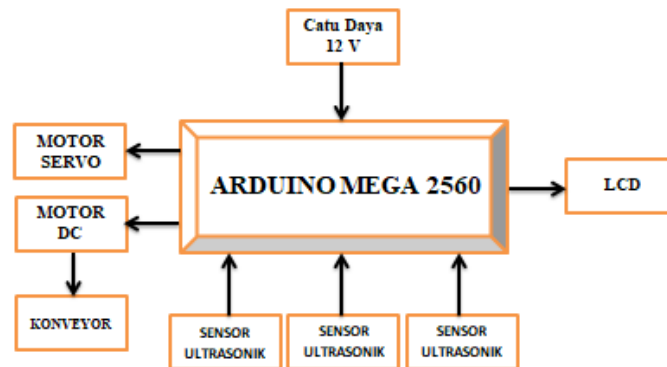 Catu Daya
12 V
MOTOR
SERVO
ARDUINO MEGA 2560
LCD
MOTOR
DC
KONVEYOR
SENSOR
ULTRASONIK
SENSOR
ULTRASONIK
SENSOR
ULTRASONIK